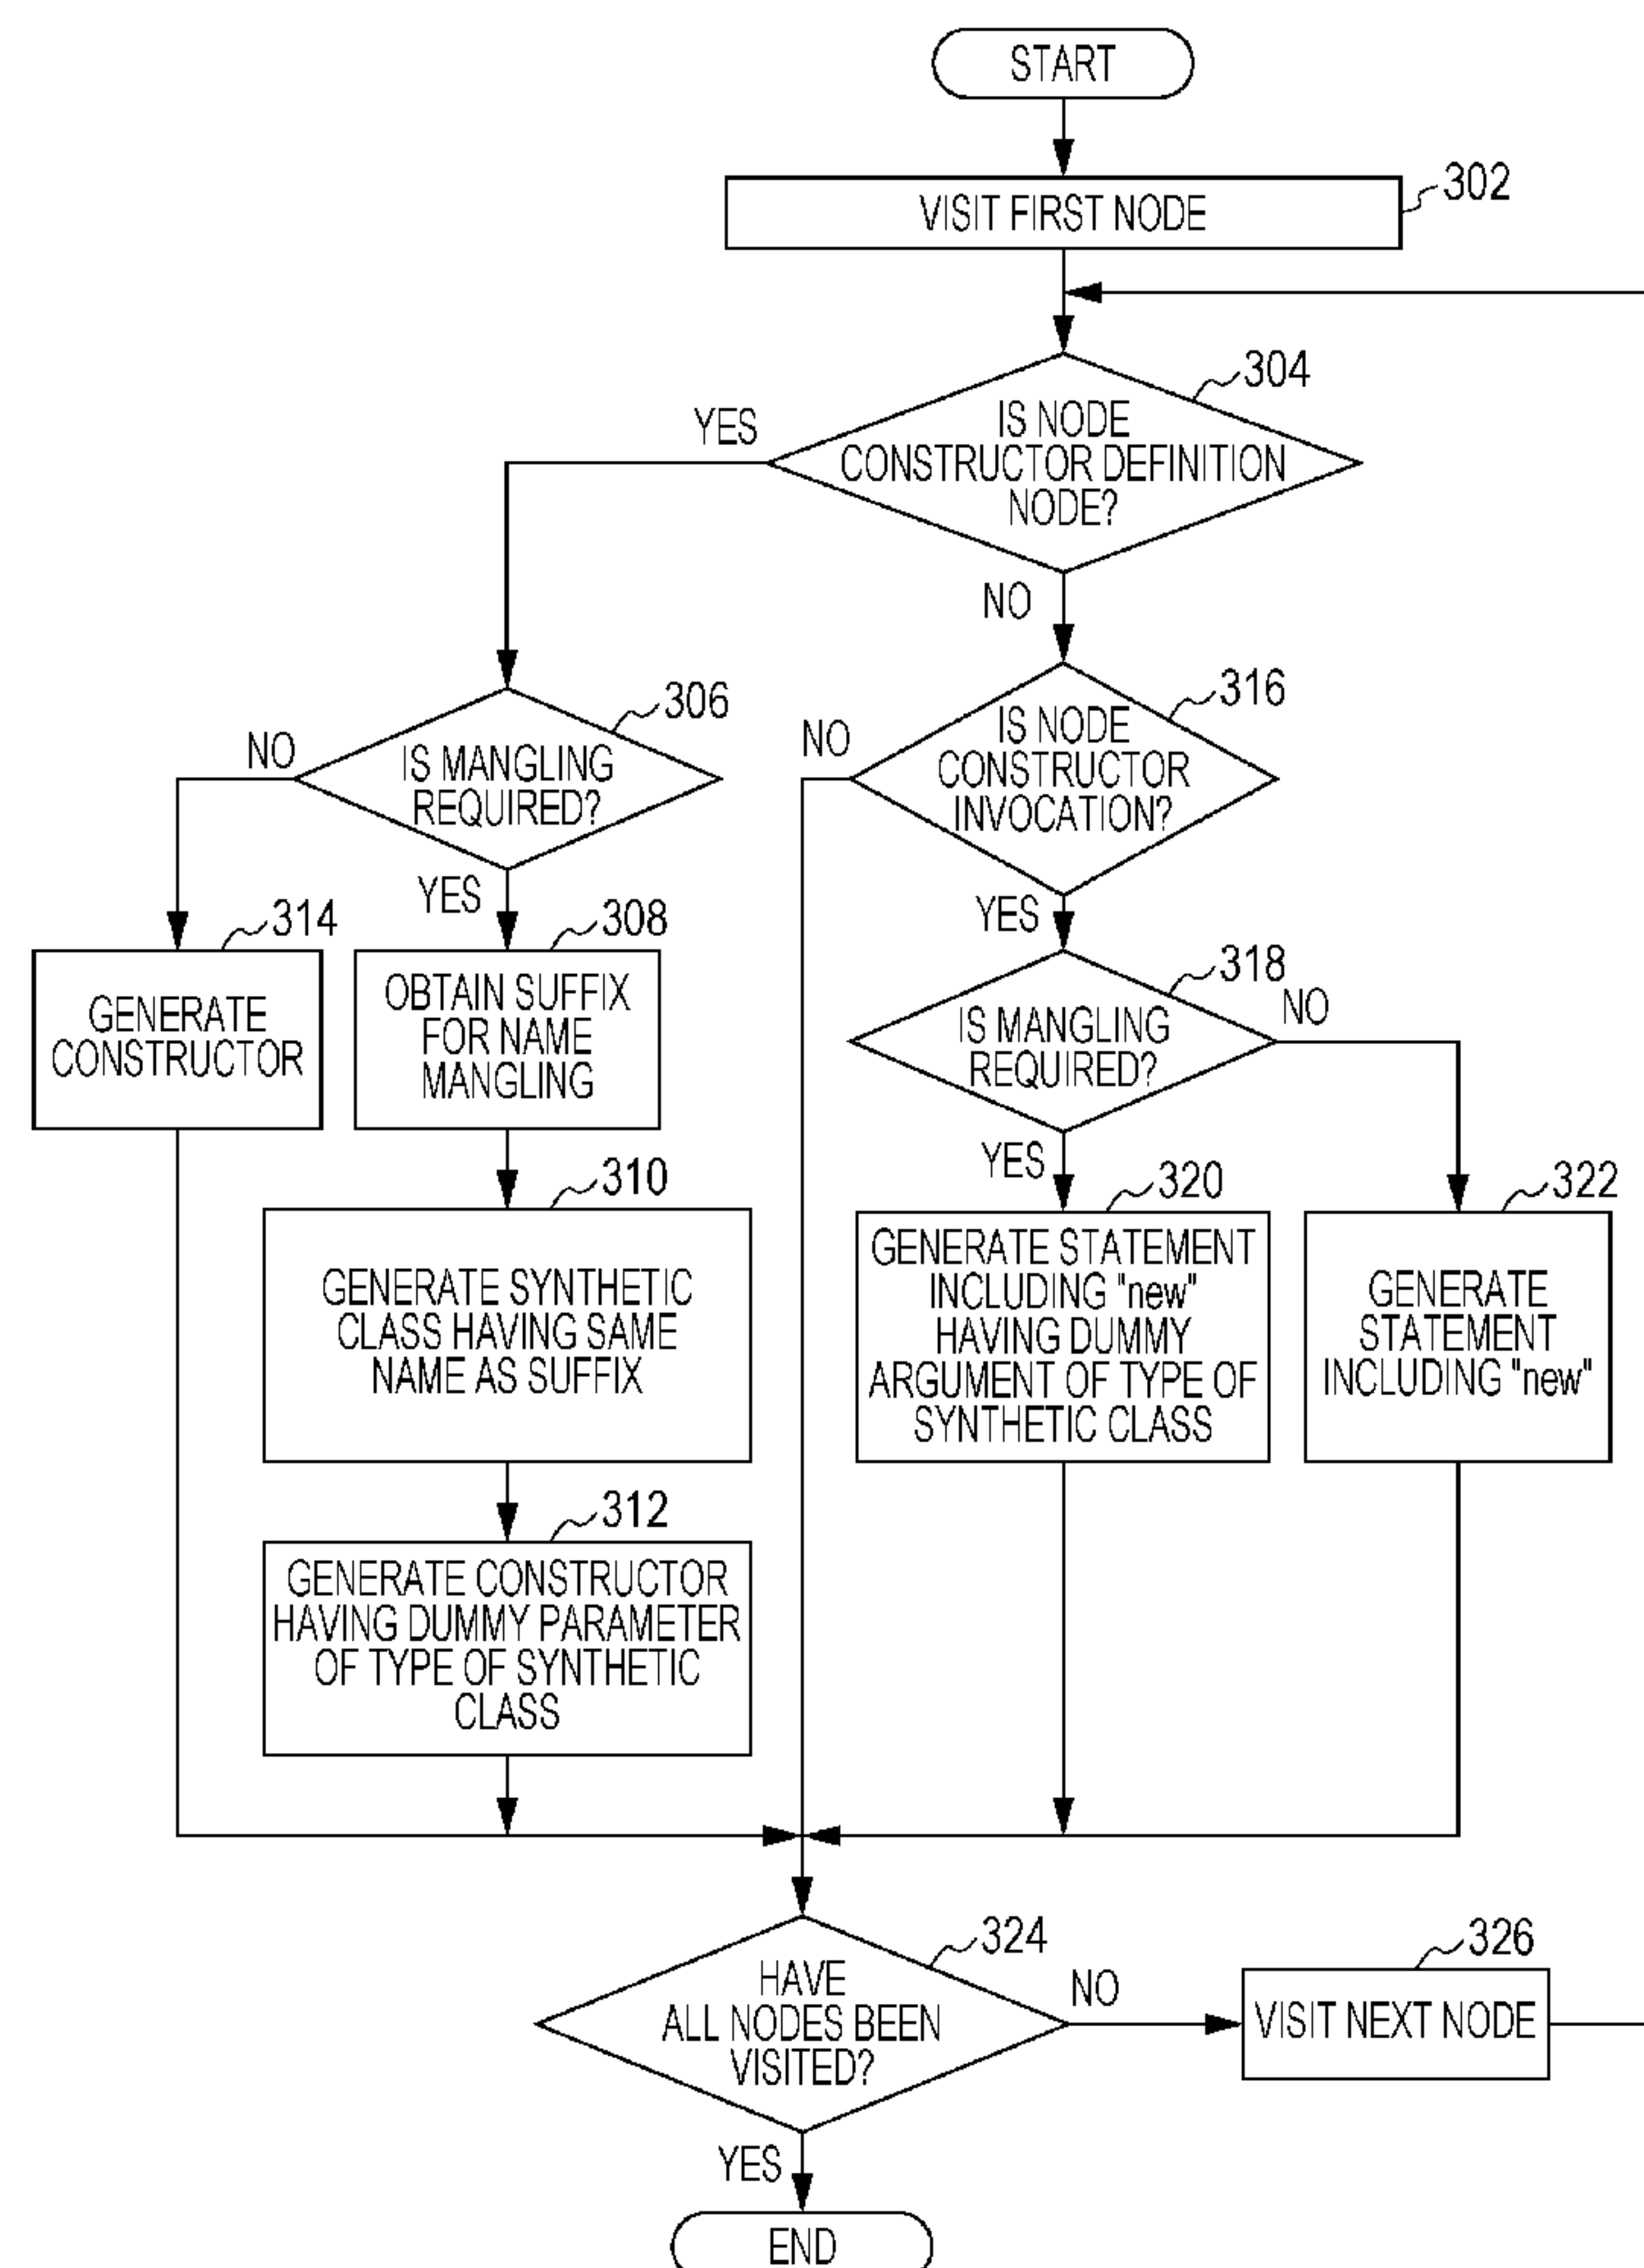 START
VISIT FIRST NODE
302
304
IS NODE
CONSTRUCTOR DEFINITION
NODE?
YES
NO
306
IS MANGLING
REQUIRED?
NO
YES
316
IS NODE
CONSTRUCTOR
INVOCATION?
NO
YES
314
GENERATE
CONSTRUCTOR
308
OBTAIN SUFFIX
FOR NAME
MANGLING
318
IS MANGLING
REQUIRED?
NO
YES
310
GENERATE SYNTHETIC
CLASS HAVING SAME
NAME AS SUFFIX
320
GENERATE STATEMENT
INCLUDING "new"
HAVING DUMMY
ARGUMENT OF TYPE OF
SYNTHETIC CLASS
322
GENERATE
STATEMENT
INCLUDING "new"
312
GENERATE CONSTRUCTOR
HAVING DUMMY PARAMETER
OF TYPE OF SYNTHETIC
CLASS
324
HAVE
ALL NODES BEEN
VISITED?
NO
326
VISIT NEXT NODE
YES
END